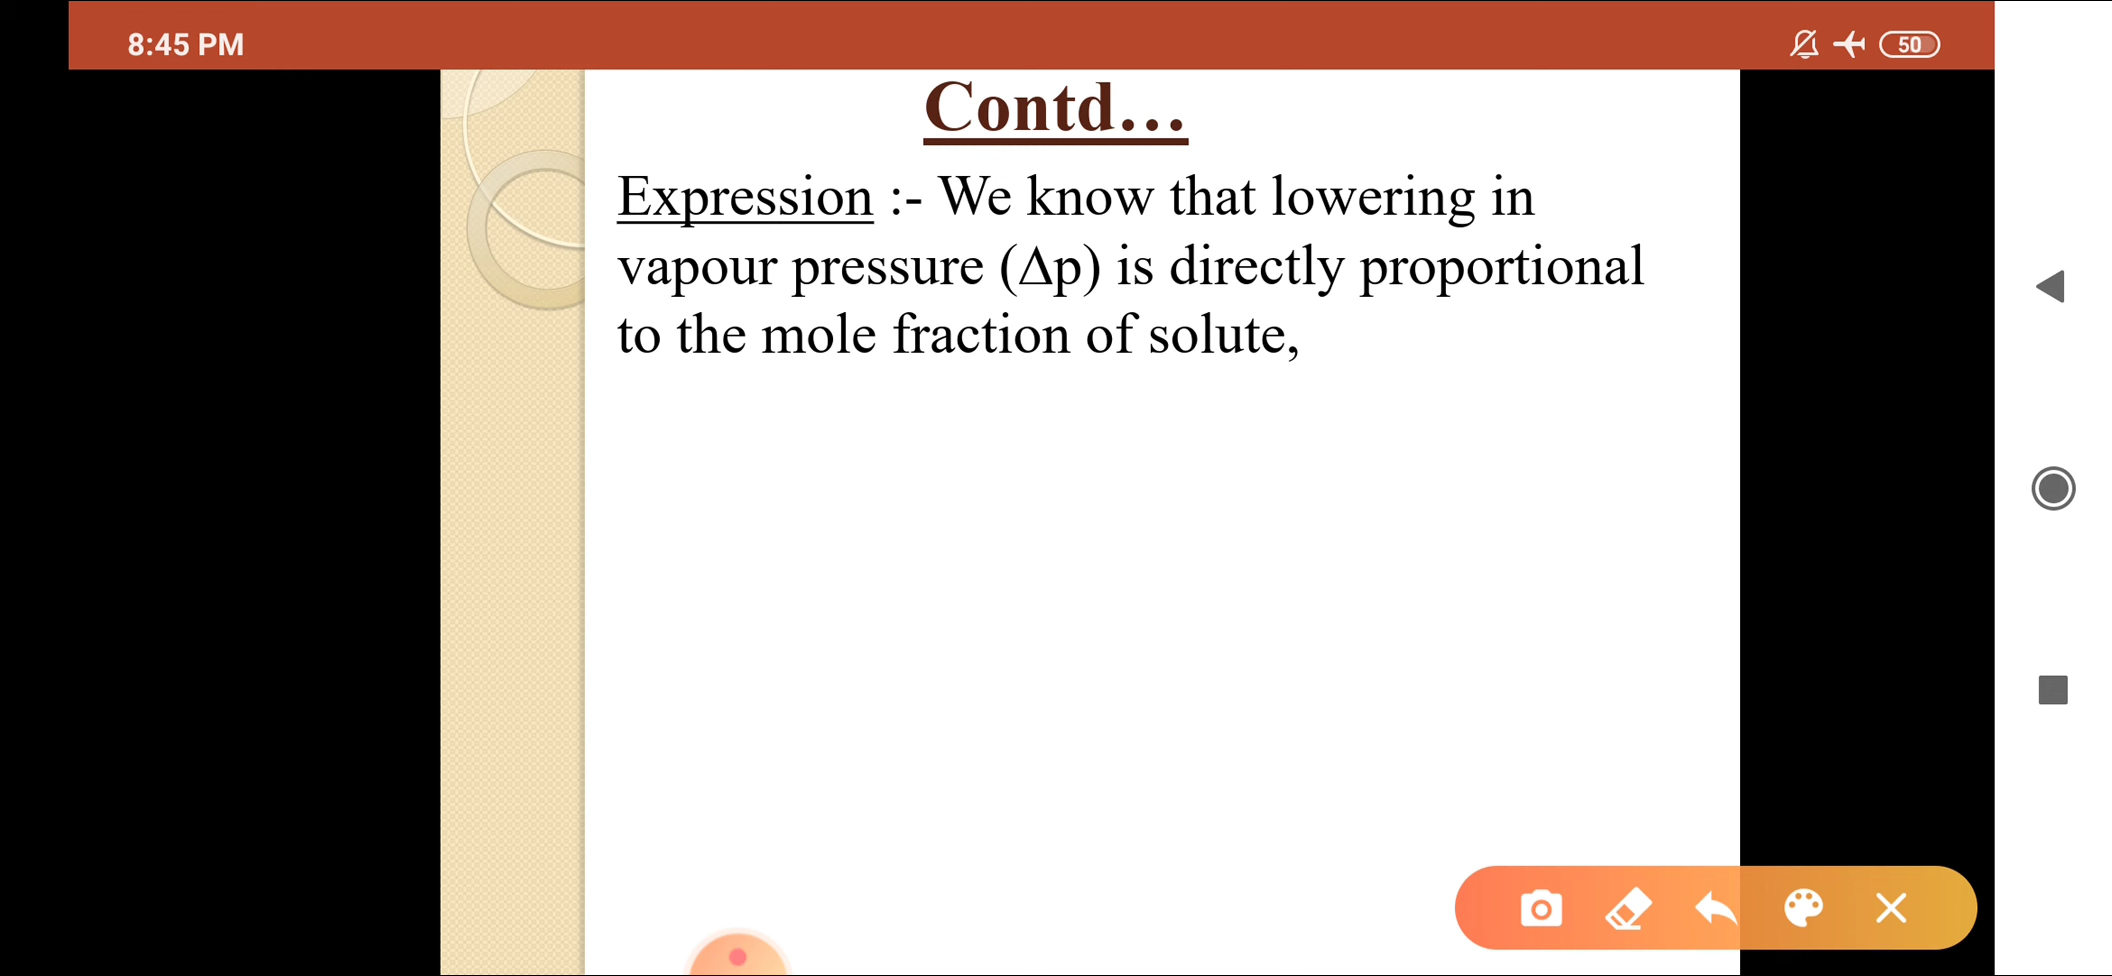 8:45 PM
50
Contd...
Expression :- We know that lowering in
vapour pressure (Δp) is directly proportional
to the mole fraction of solute,